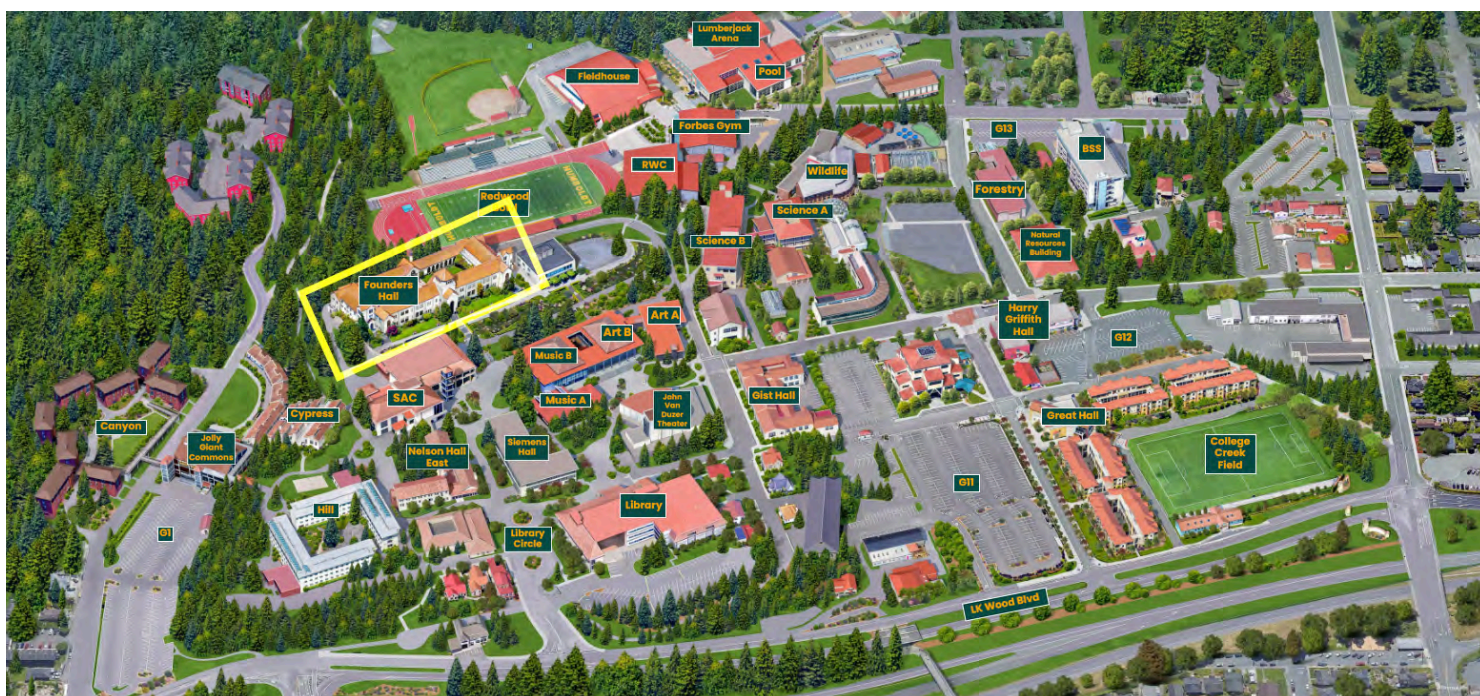 Lumberjack
Arena
Pool
Fieldhouse
Forbes Gym
G13
BSS
RWC
Wildlife
Redwood
HUMBOLDT
Forestry
Science A
Science B
Natural
Resources
Building
Founders
Hall
Art A
Art B
Music B
Harry
Griffith
Hall
G12
SAC
Music A
John
Van
Duzer
Theater
Gist Hall
Great Hall
Cypress
Canyon
Jolly
Giant
Commons
Nelson Hall
East
Siemens
Hall
College
Creek
Field
G11
Hill
Library
G1
Library
Circle
LK Wood Blvd